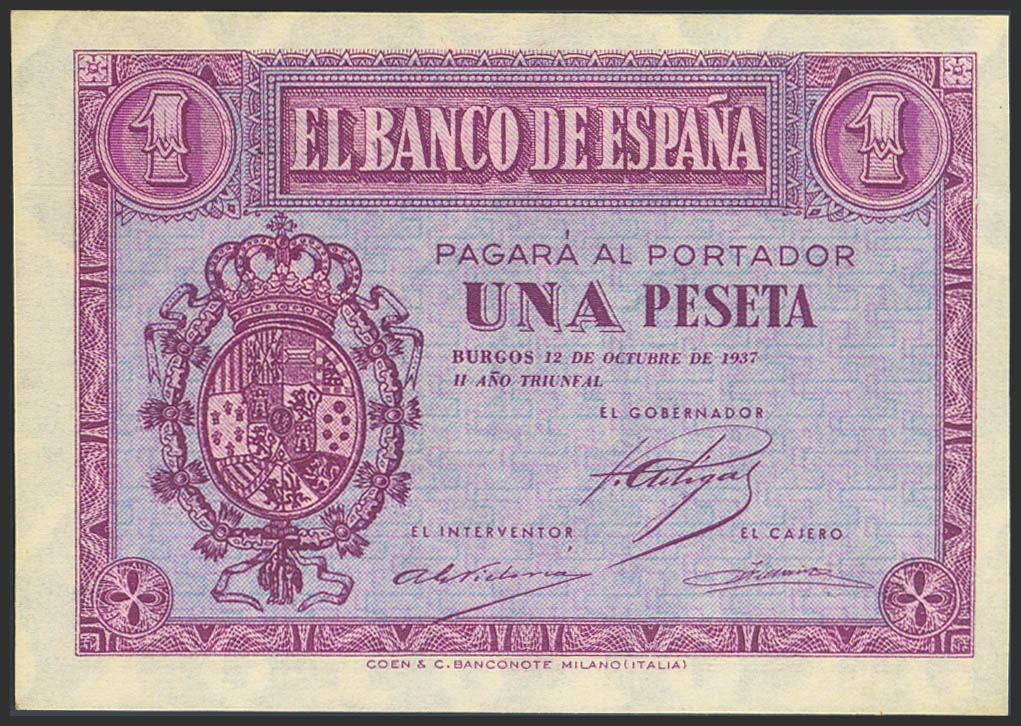 1 EL BANCO DE ESPAÑA 1
PAGARÁ AL PORTADOR
UNA PESETA
BURGOS 12 DE OCTUBRE DE 1937
II AÑO TRIUNFAL
EL GOBERNADOR
EL INTERVENTOR EL CAJERO
COEN & C. BANCONOTE MILANO (ITALIA)